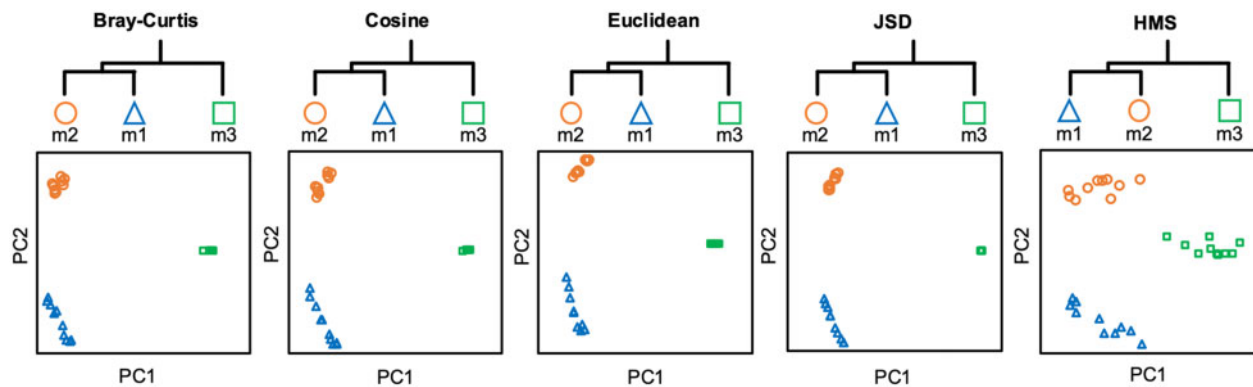 Bray-Curtis Cosine Euclidean JSD HMS
m2 m1 m3 m2 m1 m3 m2 m1 m3 m2 m1 m3 m1 m2 m3
PC2 PC2 PC2 PC2 PC2
PC1 PC1 PC1 PC1 PC1